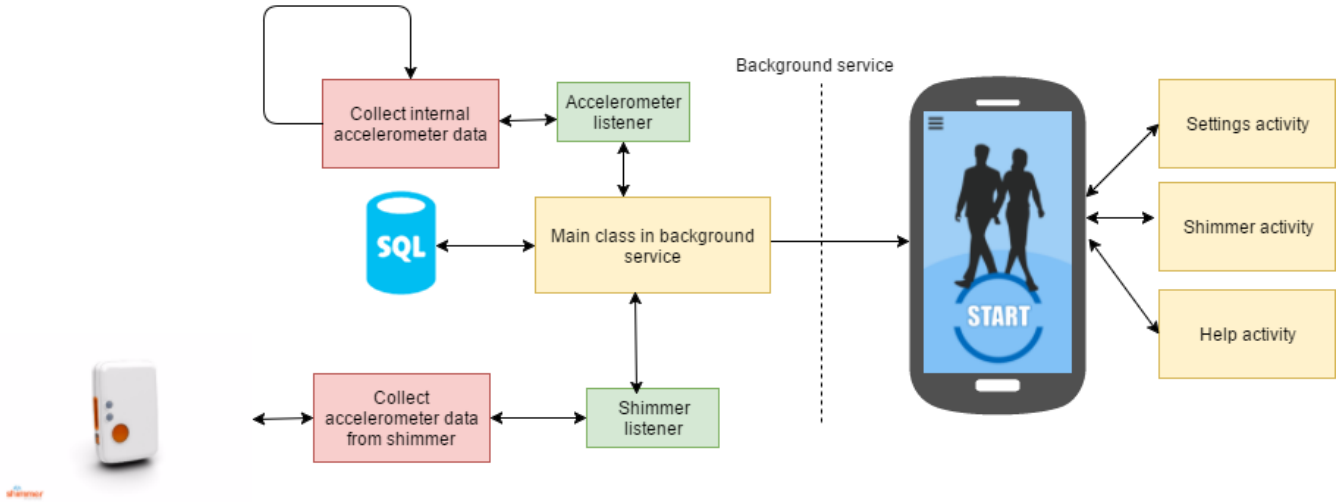 Background service
Collect internal
accelerometer data
Accelerometer
listener
Settings activity
SQL
Main class in background
service
Shimmer activity
START
Help activity
Collect
accelerometer data
from shimmer
Shimmer
listener
shimmer